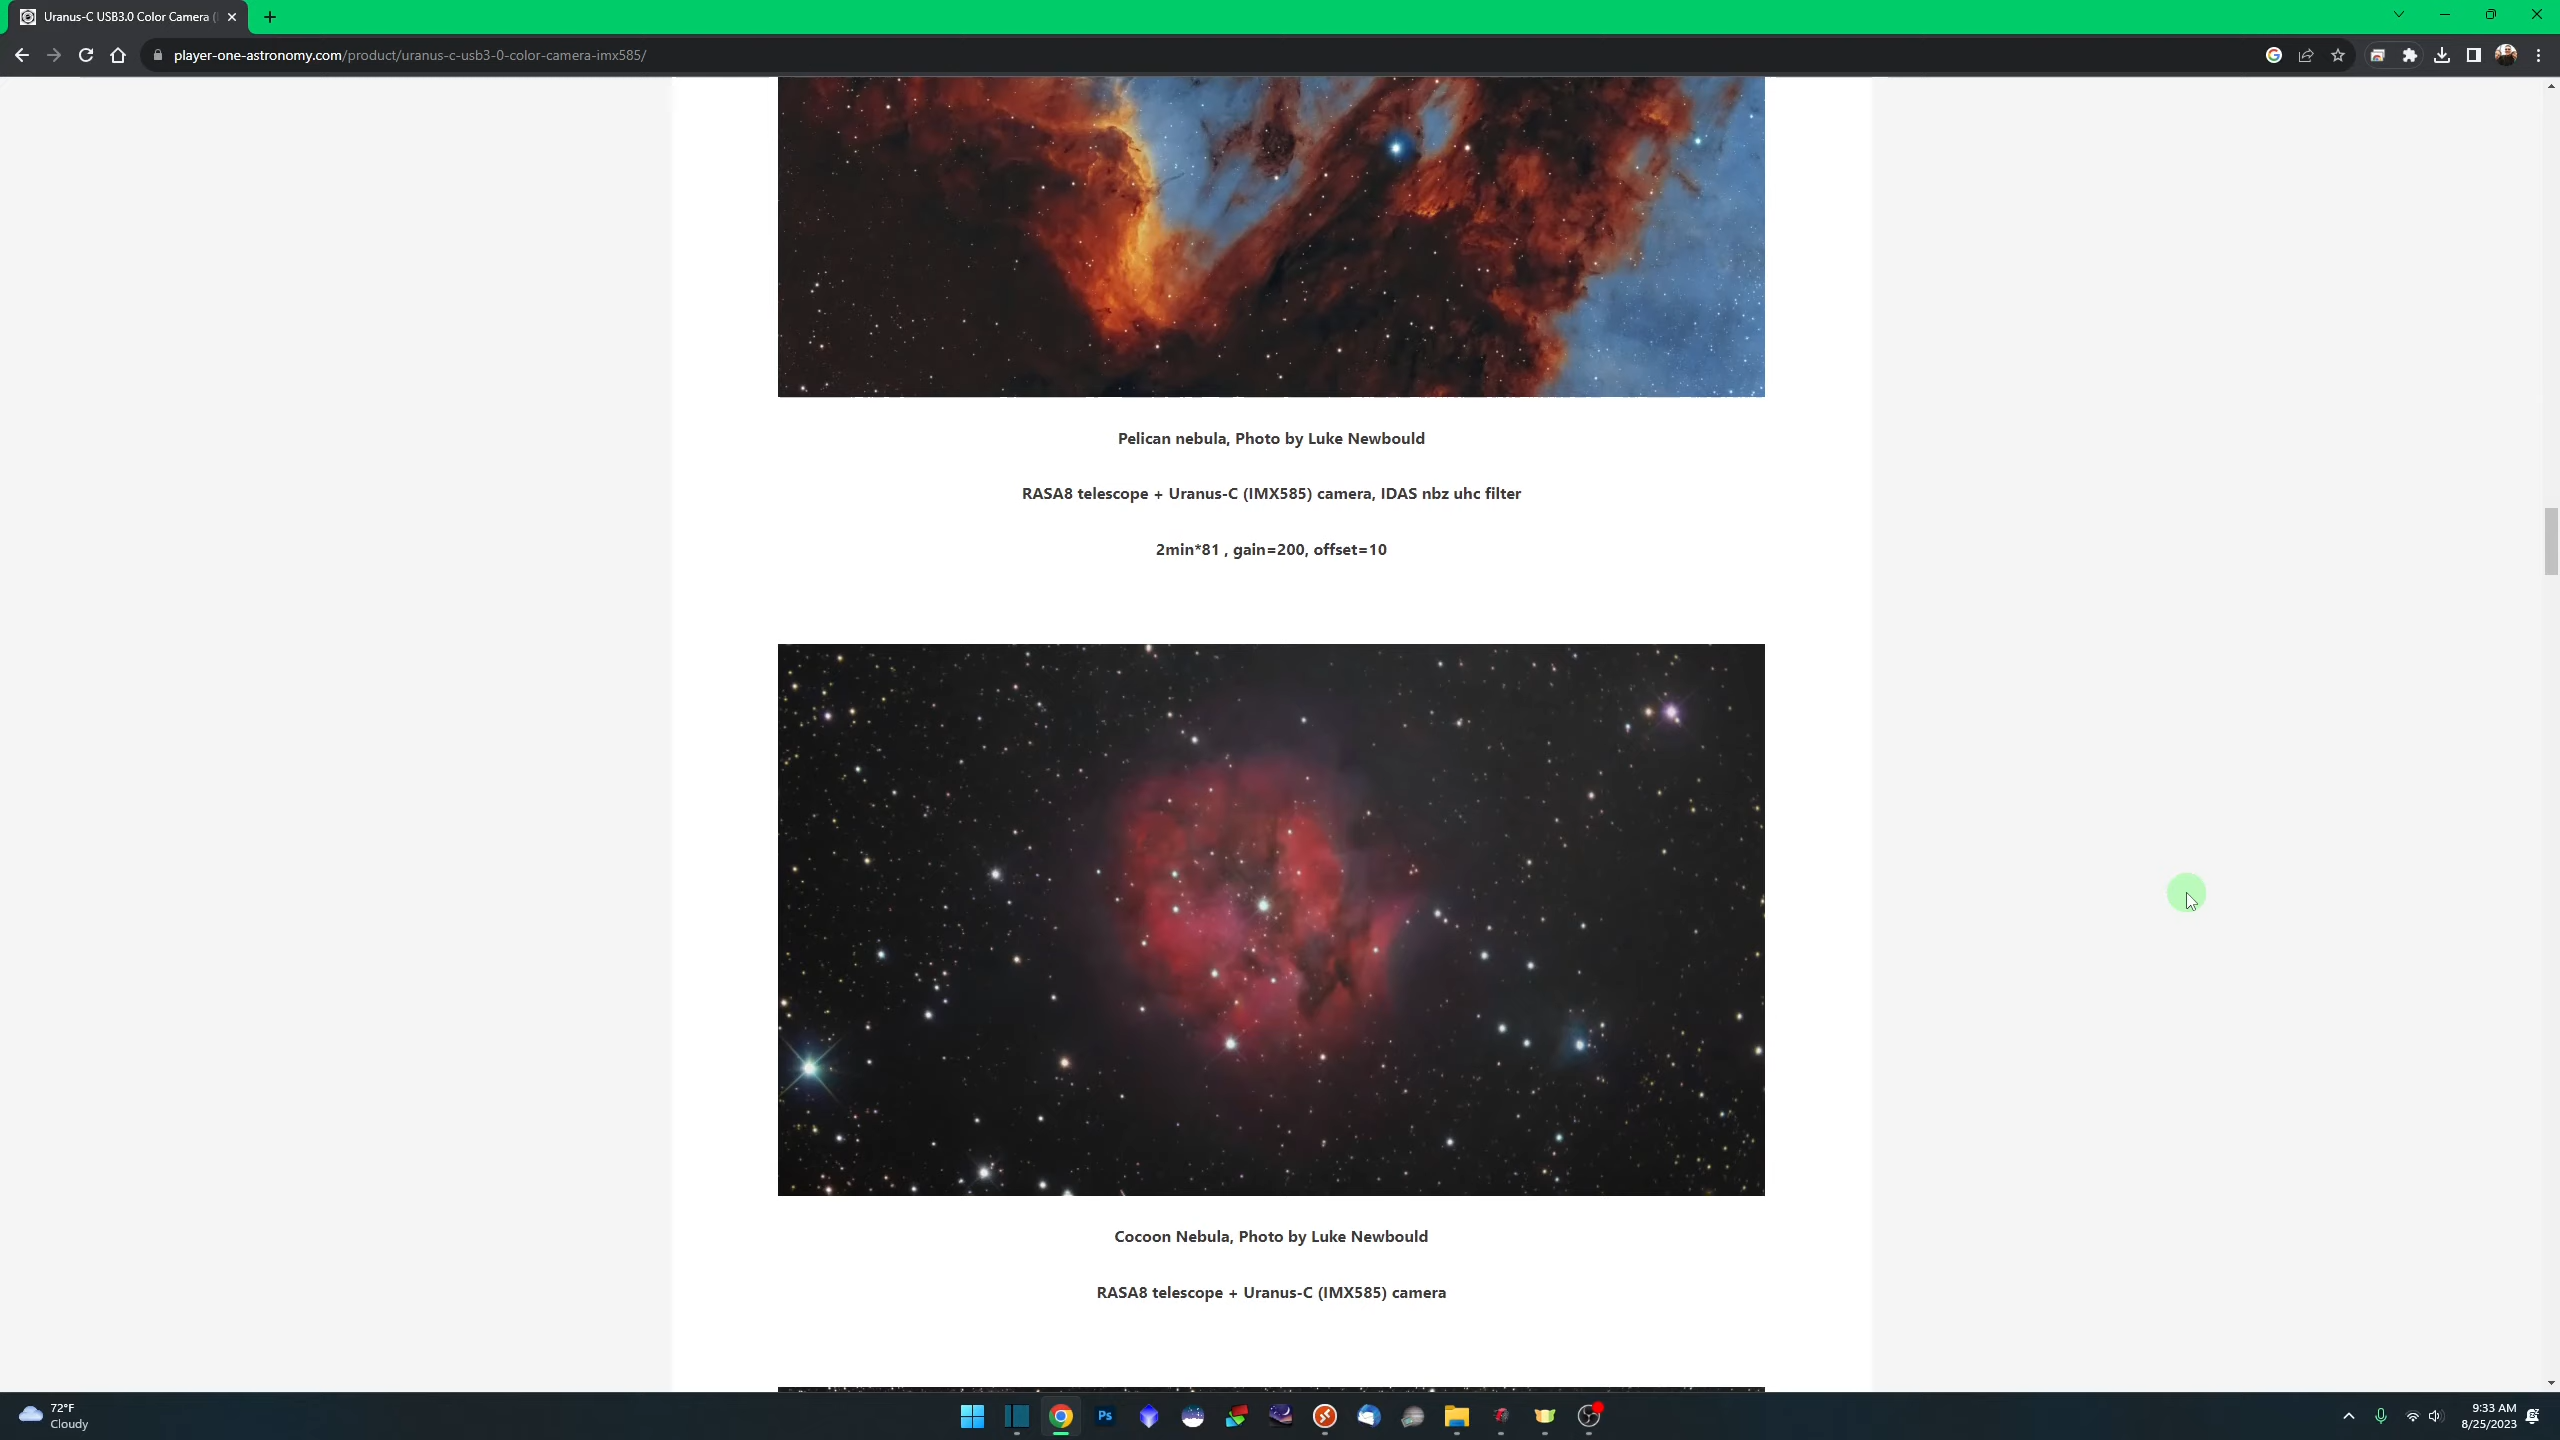 Uranus-C USB3.0 Color Camera (
player-one-astronomy.com/product/uranus-c-usb3-0-color-camera-imx585/
Pelican nebula, Photo by Luke Newbould
RASA8 telescope + Uranus-C (IMX585) camera, IDAS nbz uhc filter
2min*81 , gain=200, offset=10
Cocoon Nebula, Photo by Luke Newbould
RASA8 telescope + Uranus-C (IMX585) camera
72°F
Cloudy
Ps
9:33 AM
8/25/2023